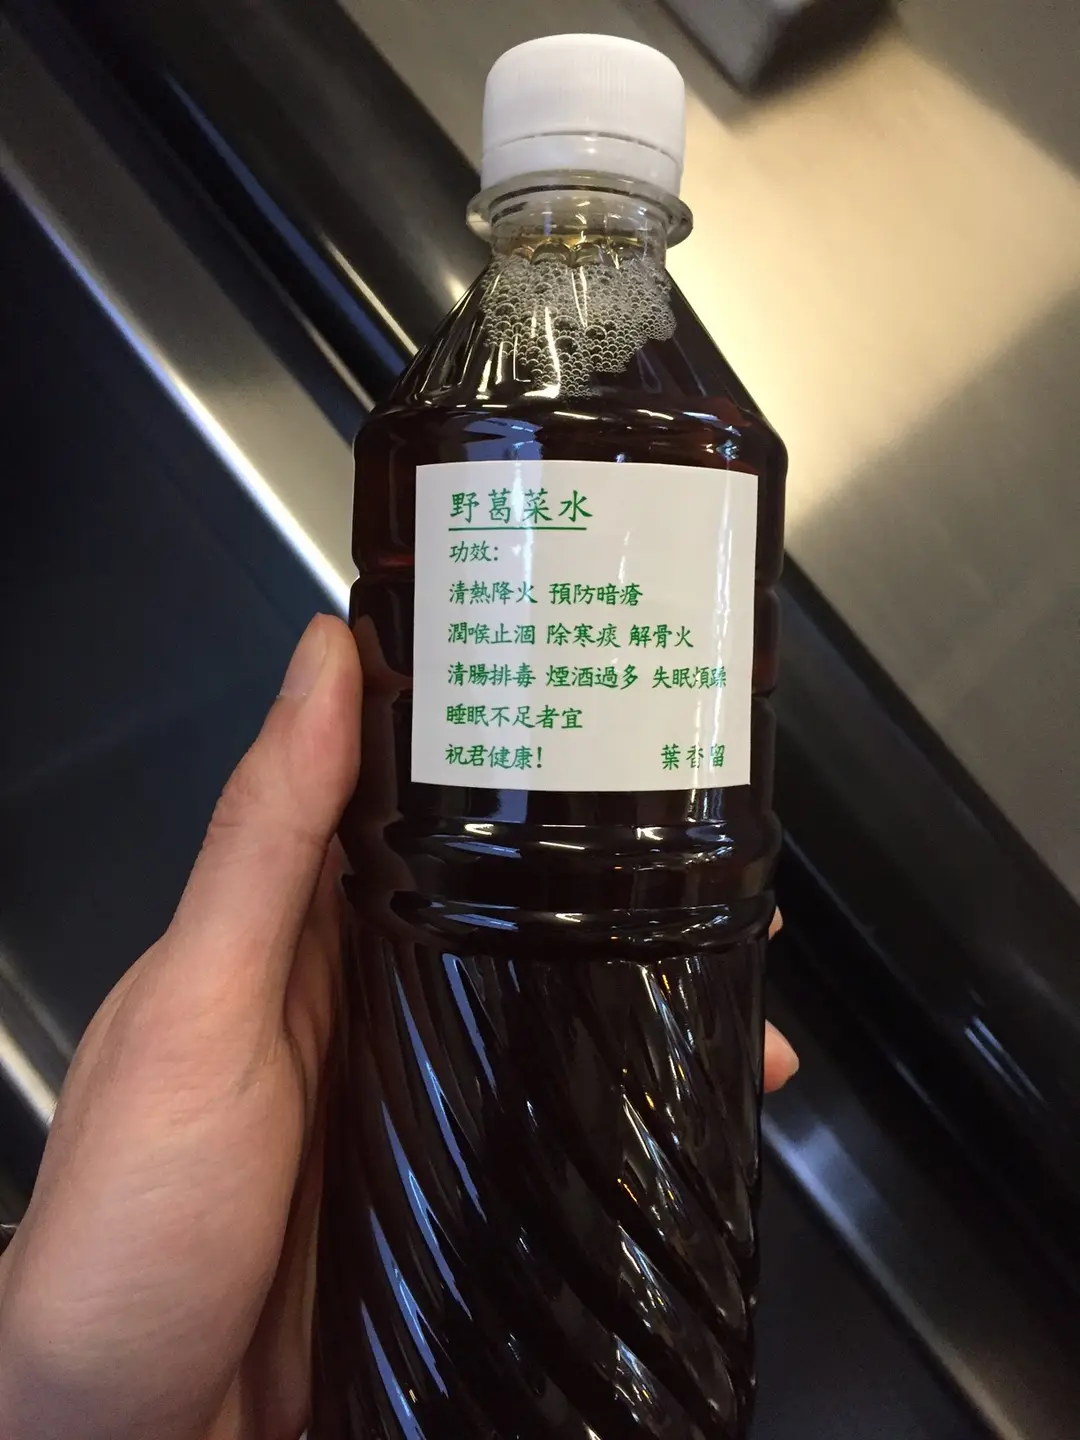 野葛菜水
功效:
清熱降火 預防暗瘡
潤喉止涸 除寒痰 解骨火
清腸排毒 煙酒過多 失眠煩躁
睡眠不足者宜
祝君健康! 葉香留